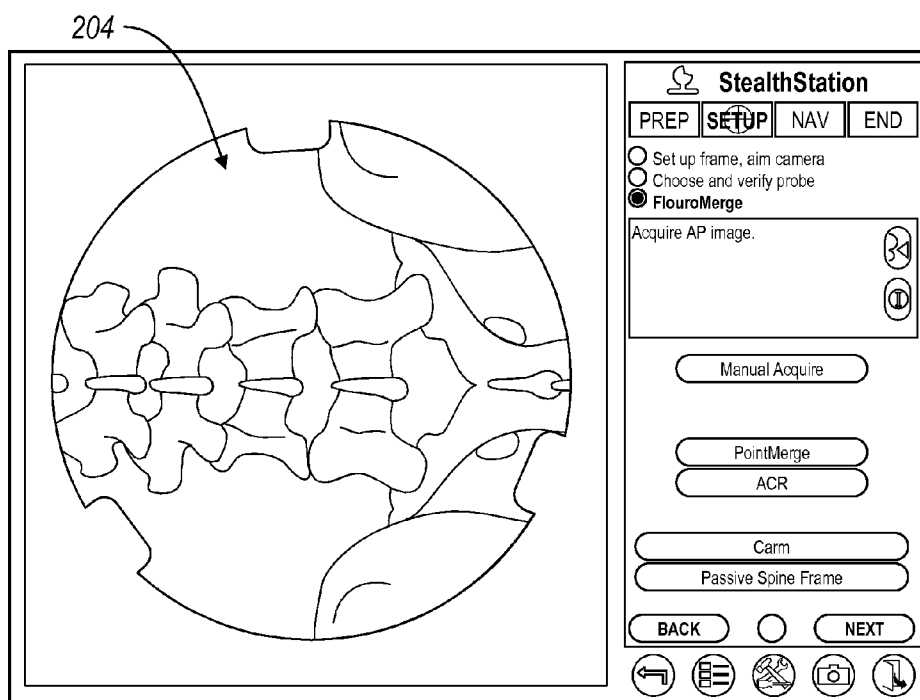 204
StealthStation
PREP SETUP NAV END
Set up frame, aim camera
Choose and verify probe
FlouroMerge
Acquire AP image.
Manual Acquire
PointMerge
ACR
Carm
Passive Spine Frame
BACK NEXT